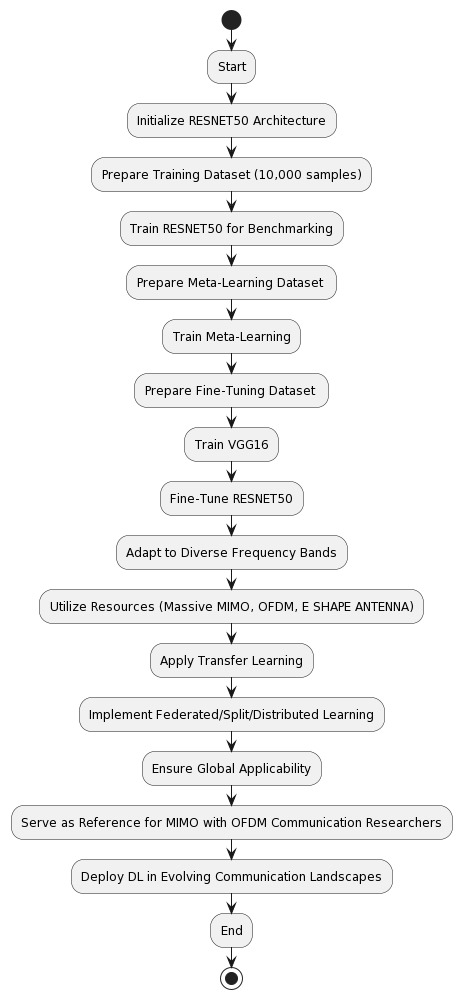 Start
Initialize RESNET50 Architecture
Prepare Training Dataset (10,000 samples)
Train RESNET50 for Benchmarking
Prepare Meta-Learning Dataset
Train Meta-Learning
Prepare Fine-Tuning Dataset
Train VGG16
Fine-Tune RESNET50
Adapt to Diverse Frequency Bands
Utilize Resources (Massive MIMO, OFDM, E SHAPE ANTENNA)
Apply Transfer Learning
Implement Federated/Split/Distributed Learning
Ensure Global Applicability
Serve as Reference for MIMO with OFDM Communication Researchers
Deploy DL in Evolving Communication Landscapes
End